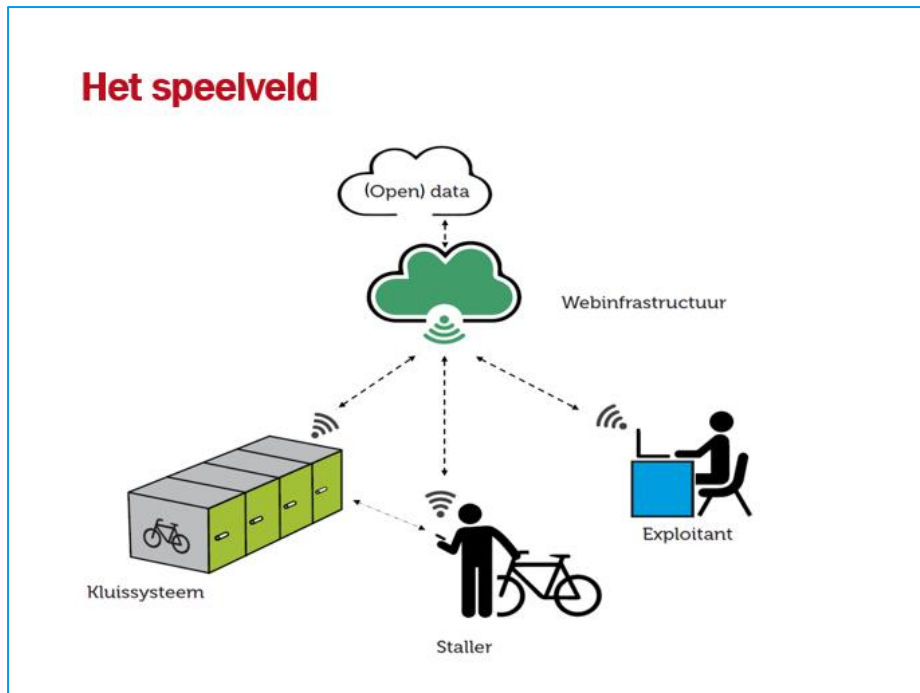 Het speelveld
(Open) data
Webinfrastructuur
Exploitant
Kluissysteem
Staller